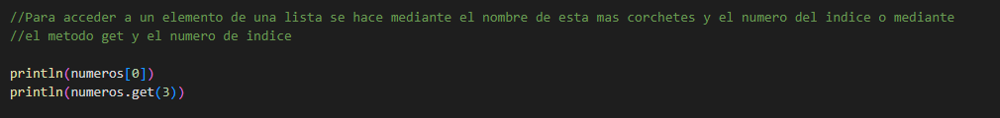 //Para acceder a un elemento de una lista se hace mediante el nombre de esta mas corchetes y el numero del indice o mediante
//el metodo get y el numero de indice
println(numeros[0])
println(numeros.get(3))